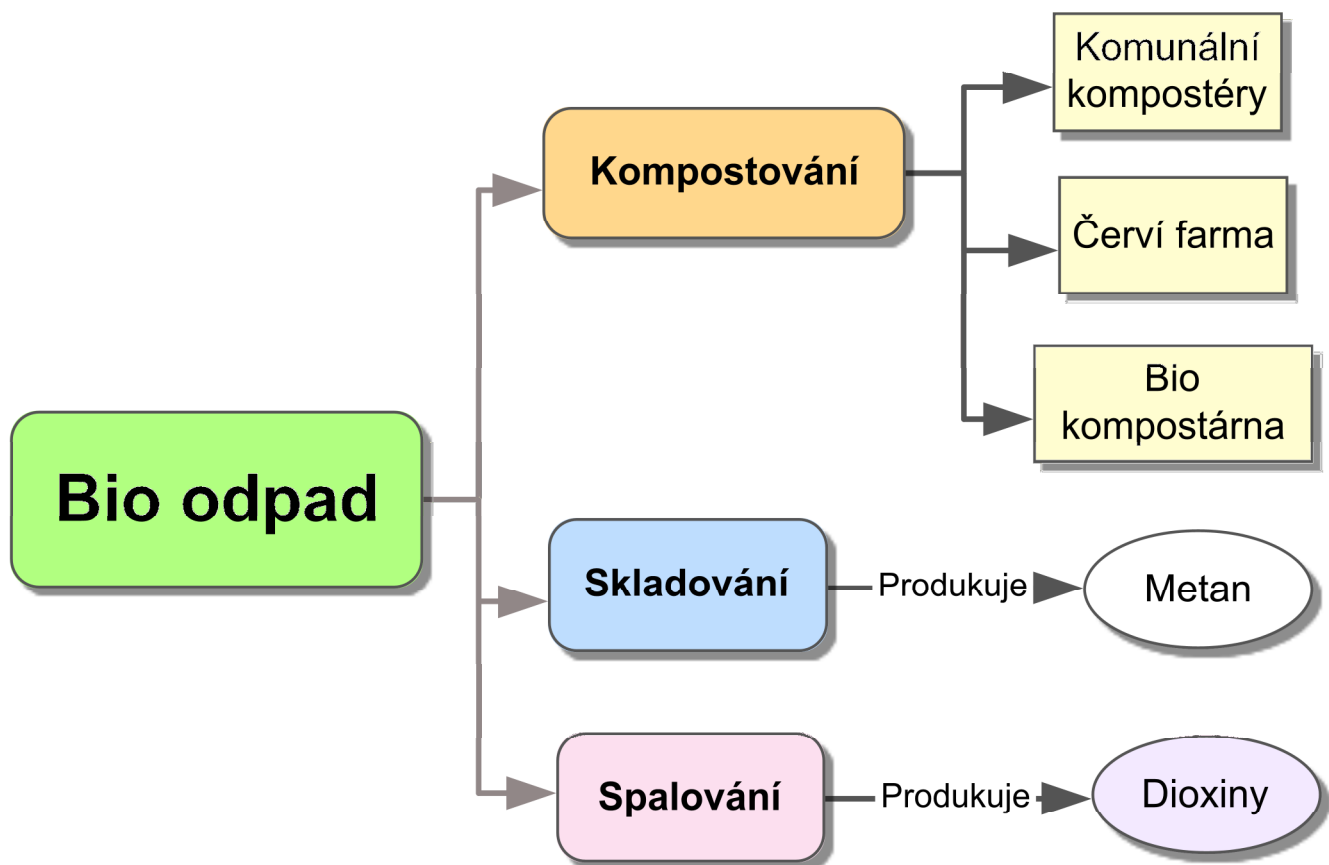 Bio odpad
Kompostování
Komunální
kompostéry
Červí farma
Bio
kompostárna
Skladování
Produkuje
Metan
Spalování
Produkuje
Dioxiny